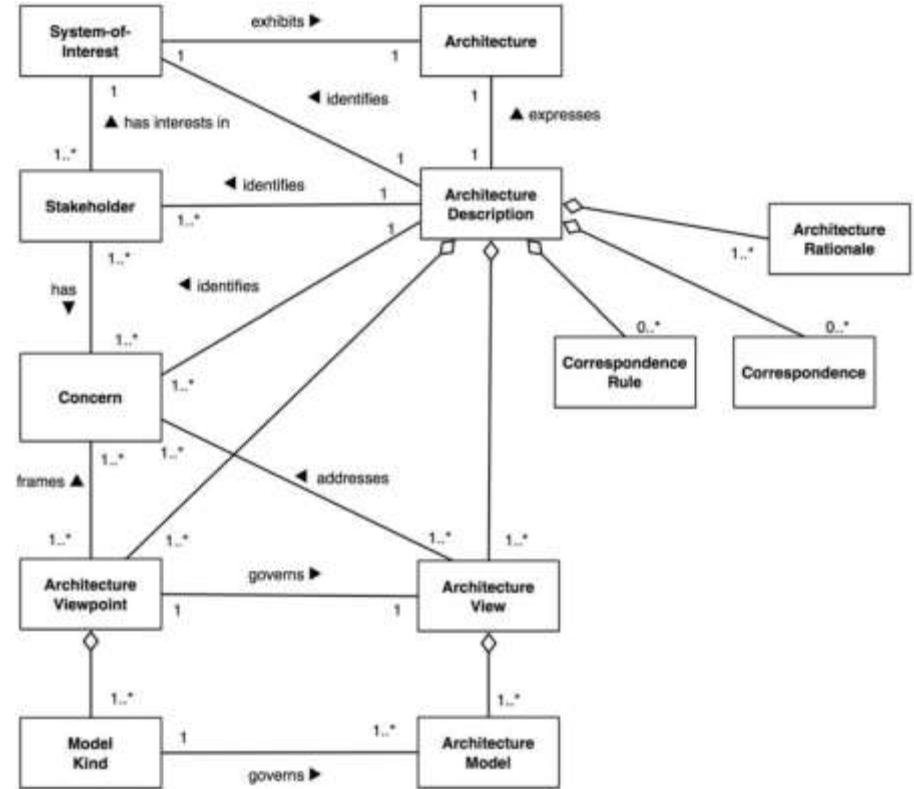 System-of-
Interest
exhibits ►
Architecture
1
1
1
◄ identifies
1
▲ has interests in
▲ expresses
1..*
1
1
Stakeholder
◄ identifies
1
1..*
Architecture
Description
1..*
1
Architecture
Rationale
1..*
has
▼
◄ identifies
1..*
0..*
0..*
1..*
Concern
Correspondence
Rule
Correspondence
1..*
1..*
frames ▲
◄ addresses
1..*
1..*
1..*
1..*
Architecture
Viewpoint
governs ►
Architecture
View
1
1
1..*
1..*
Model
Kind
1
1..*
Architecture
Model
governs ►